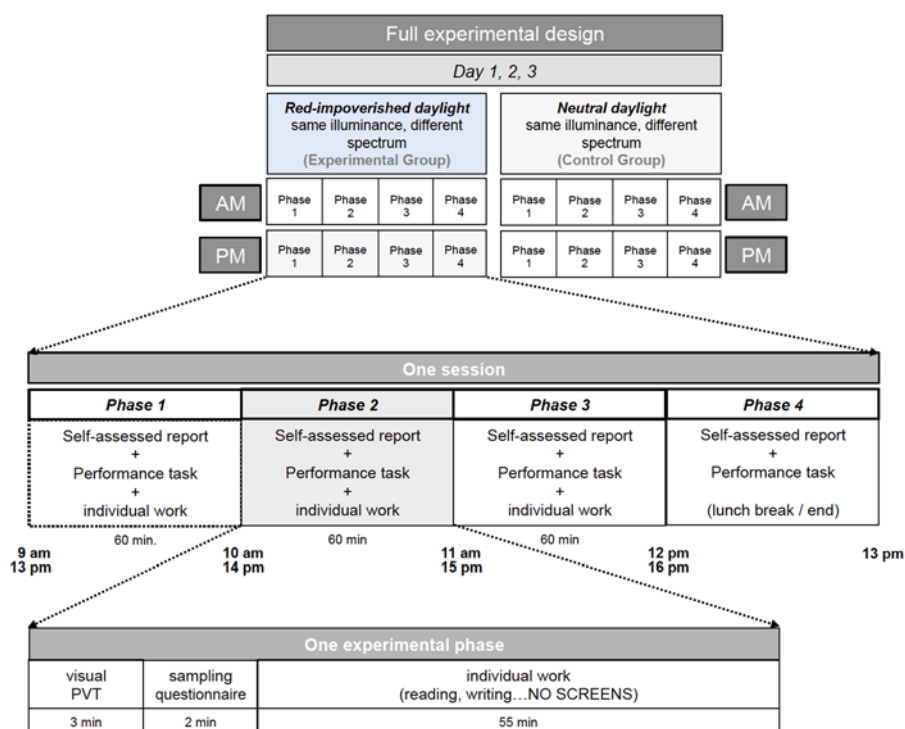 Full experimental design
Day 1, 2, 3
Red-impoverished daylight
same illuminance, different
spectrum
(Experimental Group)
Neutral daylight
same illuminance, different
spectrum
(Control Group)
AM
Phase
1
Phase
2
Phase
3
Phase
4
Phase
1
Phase
2
Phase
3
Phase
4
AM
PM
Phase
1
Phase
2
Phase
3
Phase
4
Phase
1
Phase
2
Phase
3
Phase
4
PM
One session
Phase 1
Phase 2
Phase 3
Phase 4
Self-assessed report
+
Performance task
+
individual work
Self-assessed report
+
Performance task
+
individual work
Self-assessed report
+
Performance task
+
individual work
Self-assessed report
+
Performance task
(lunch break / end)
60 min.
60 min
60 min
9 am
13 pm
10 am
14 pm
11 am
15 pm
12 pm
16 pm
13 pm
One experimental phase
visual
PVT
sampling
questionnaire
individual work
(reading, writing...NO SCREENS)
3 min
2 min
55 min